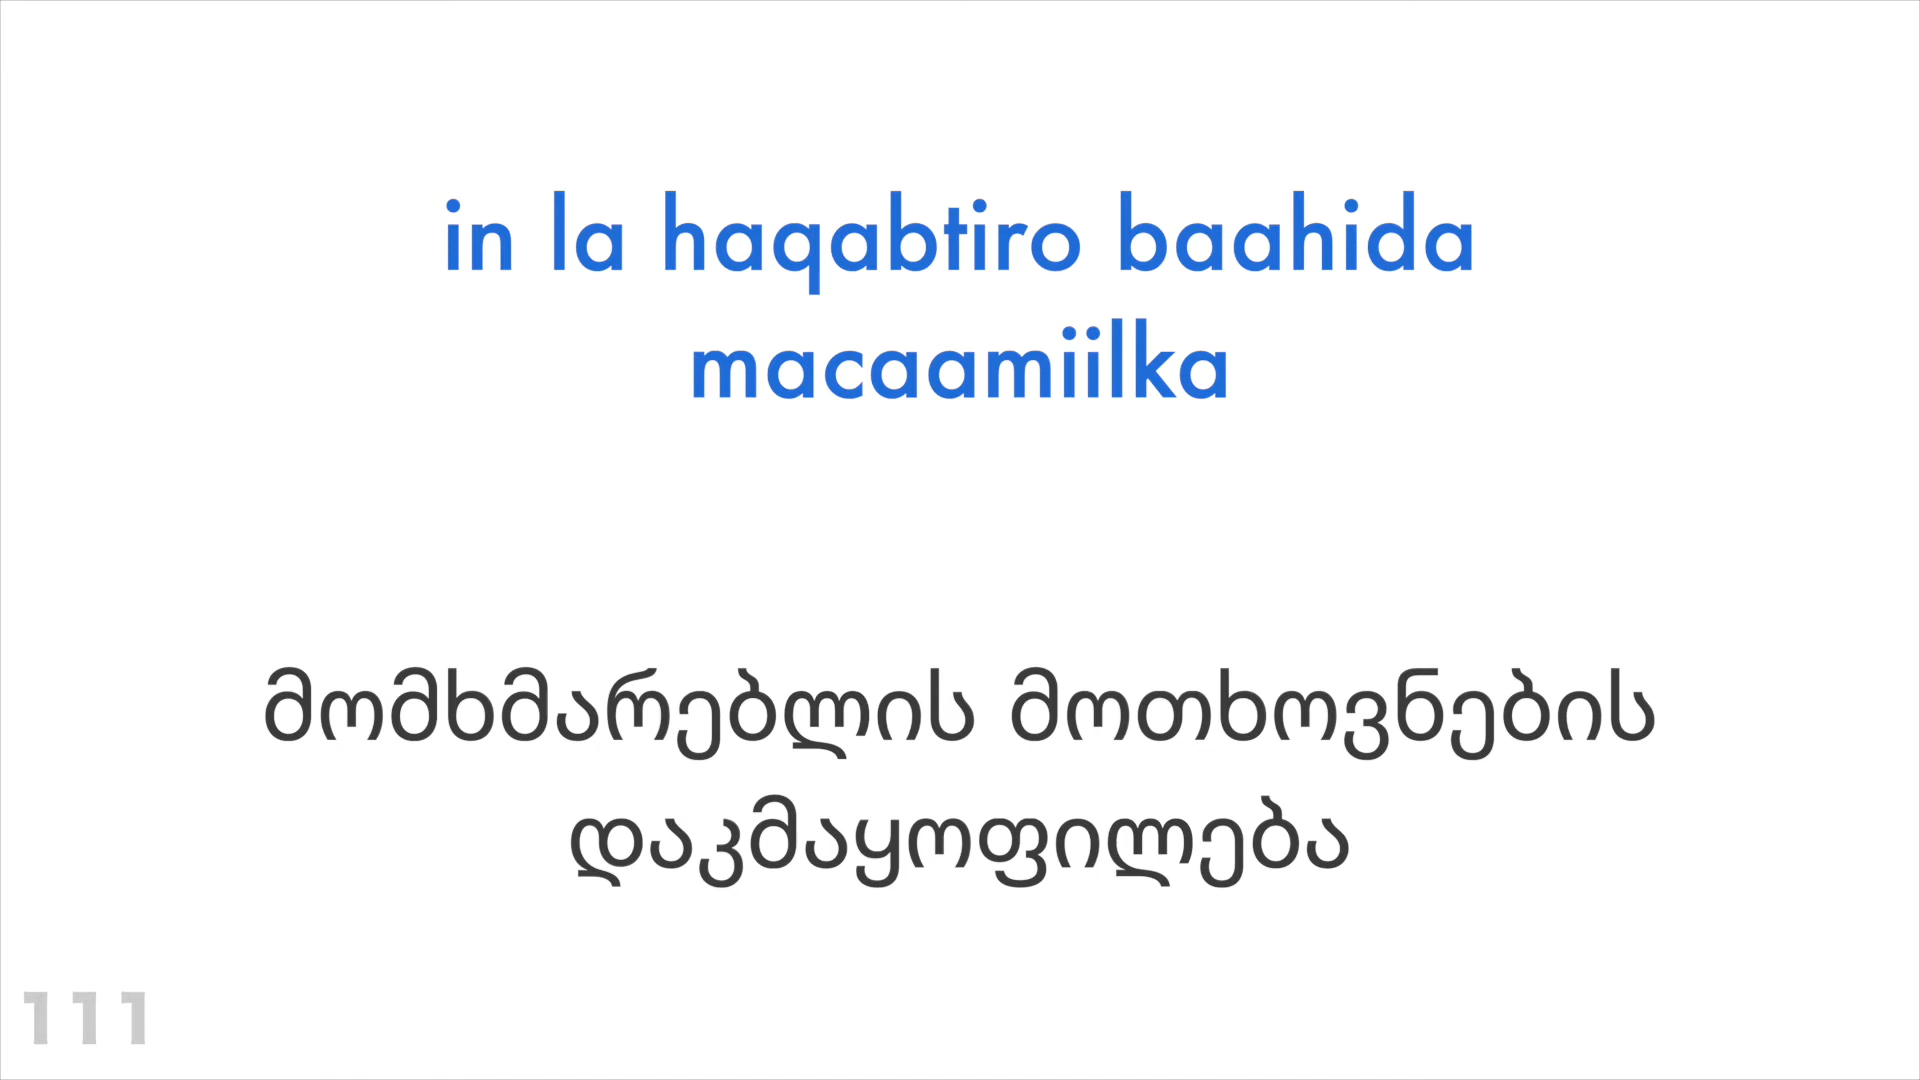 in la haqabtiro baahida
macaamiilka
მომხმარებლის მოთხოვნების
დაკმაყოფილება
111